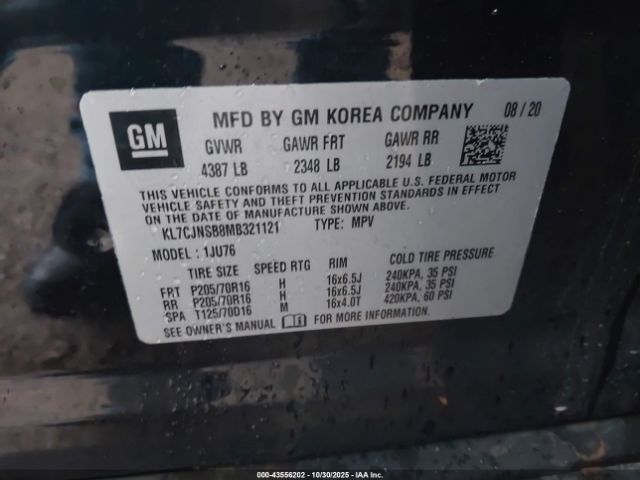 GM
MFD BY GM KOREA COMPANY 08/20
GVWR GAWR FRT GAWR RR
4387 LB 2348 LB 2194 LB
THIS VEHICLE CONFORMS TO ALL APPLICABLE U.S. FEDERAL MOTOR
VEHICLE SAFETY AND THEFT PREVENTION STANDARDS IN EFFECT
ON THE DATE OF MANUFACTURE SHOWN ABOVE.
KL7CJNSB8MB321121 TYPE: MPV
MODEL: 1JU76
TIRE SIZE SPEED RTG RIM COLD TIRE PRESSURE
FRT P205/70R16 H 16x6.5J 240KPA, 35 PSI
RR P205/70R16 H 16x6.5J 240KPA, 35 PSI
SPA T125/70D16 M 16x4.0T 420KPA, 60 PSI
SEE OWNER'S MANUAL FOR MORE INFORMATION
000-43556202 - 10/30/2025 - IAA, Inc.